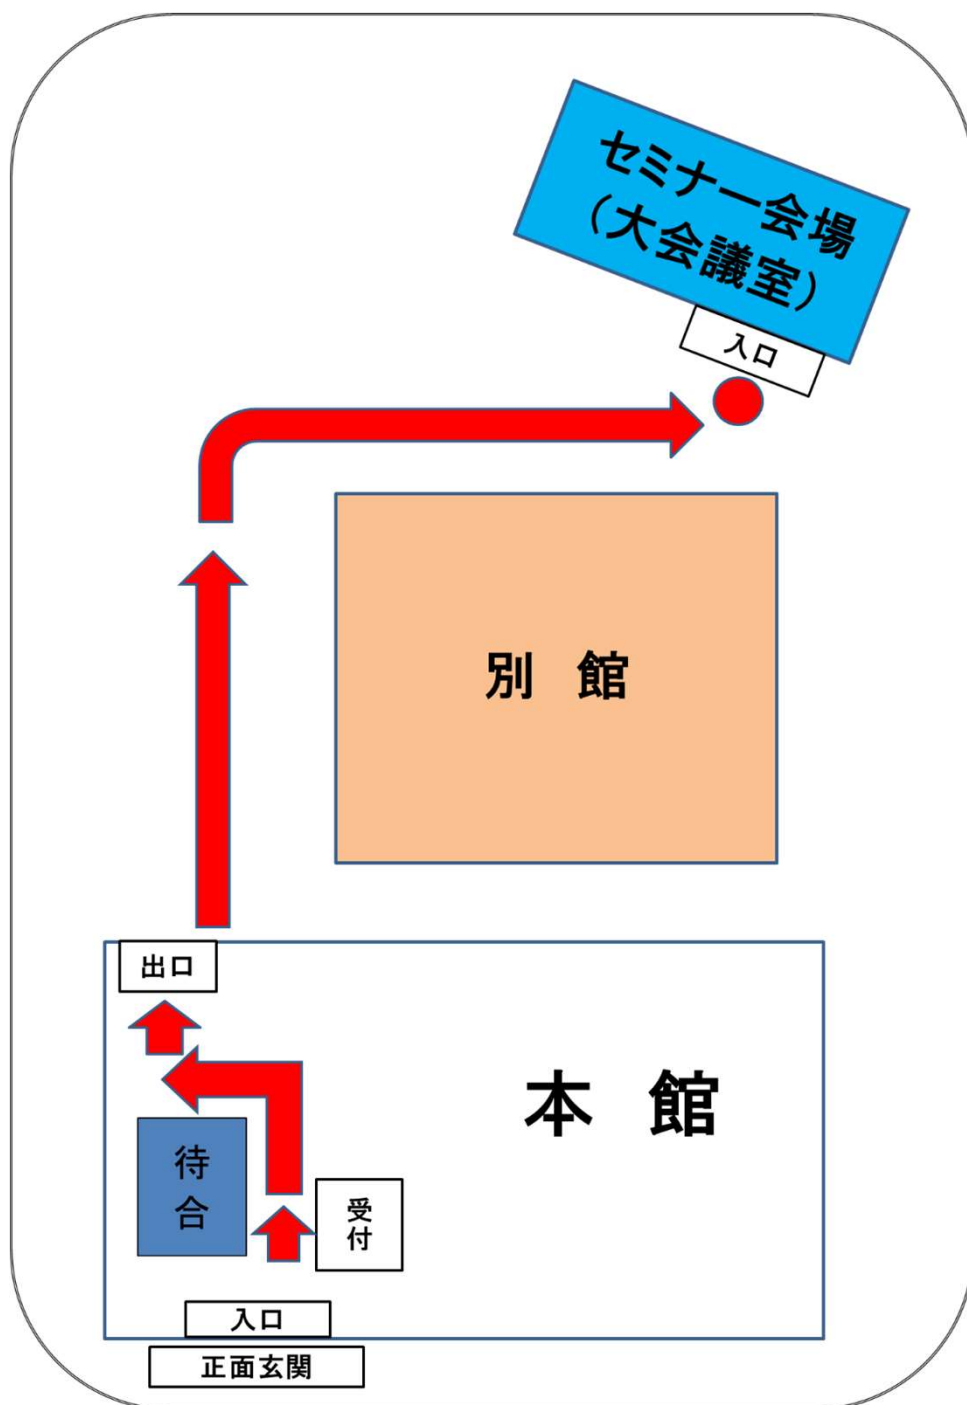 セミナー会場
（大会議室）
入口
別　館
出口
本　館
待
合
受
付
入口
正面玄関